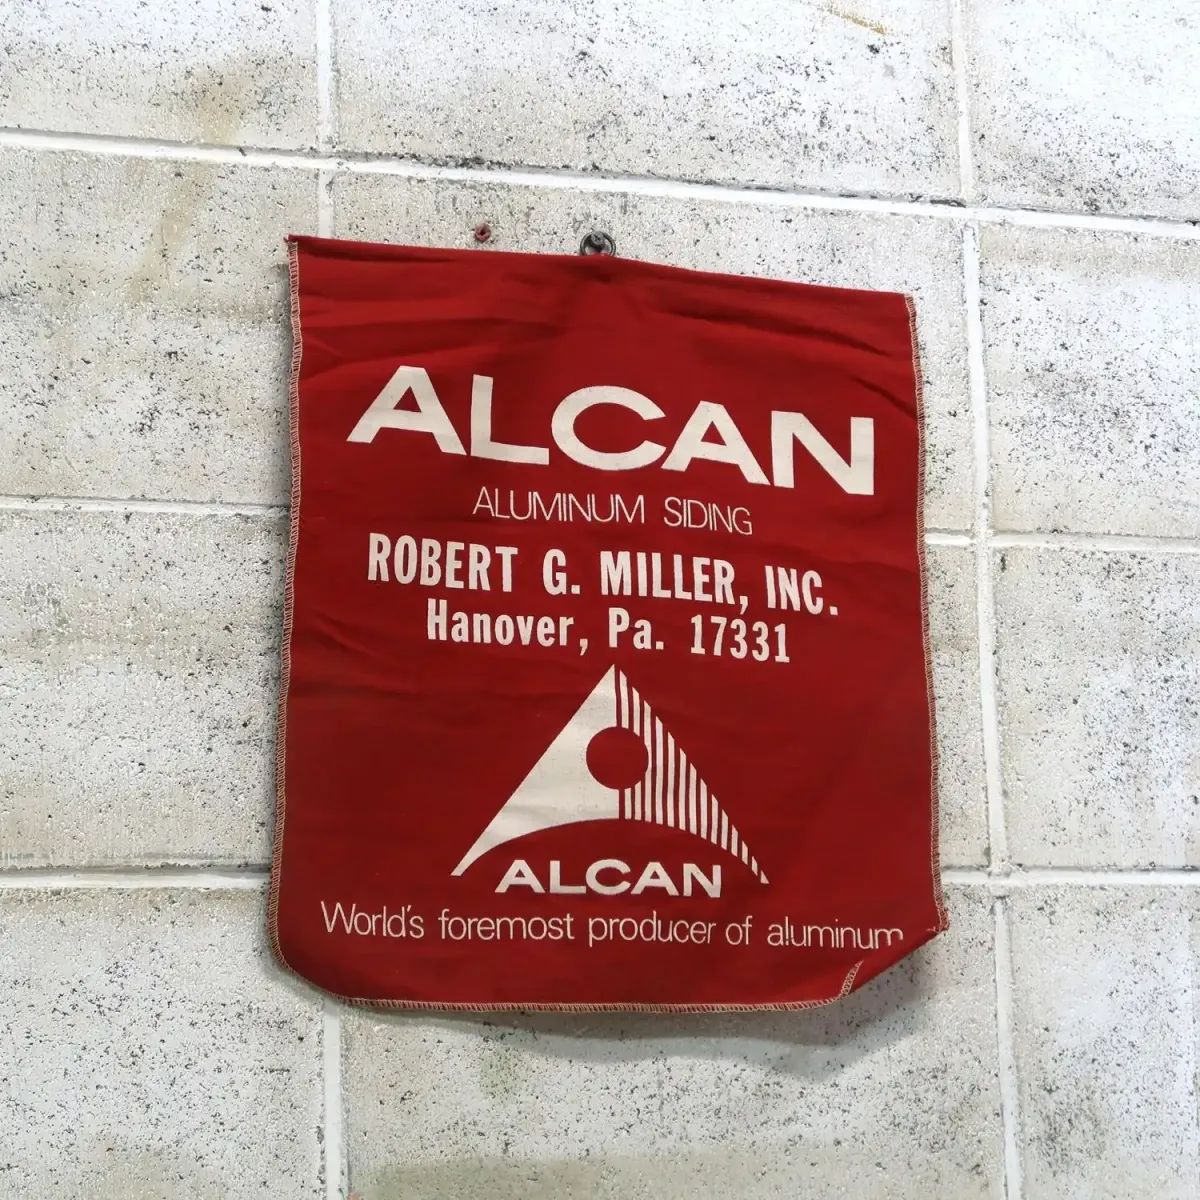 ALCAN
ALUMINUM SIDING
ROBERT G. MILLER, INC.
Hanover, Pa. 17331
ALCAN
World's foremost producer of aluminum